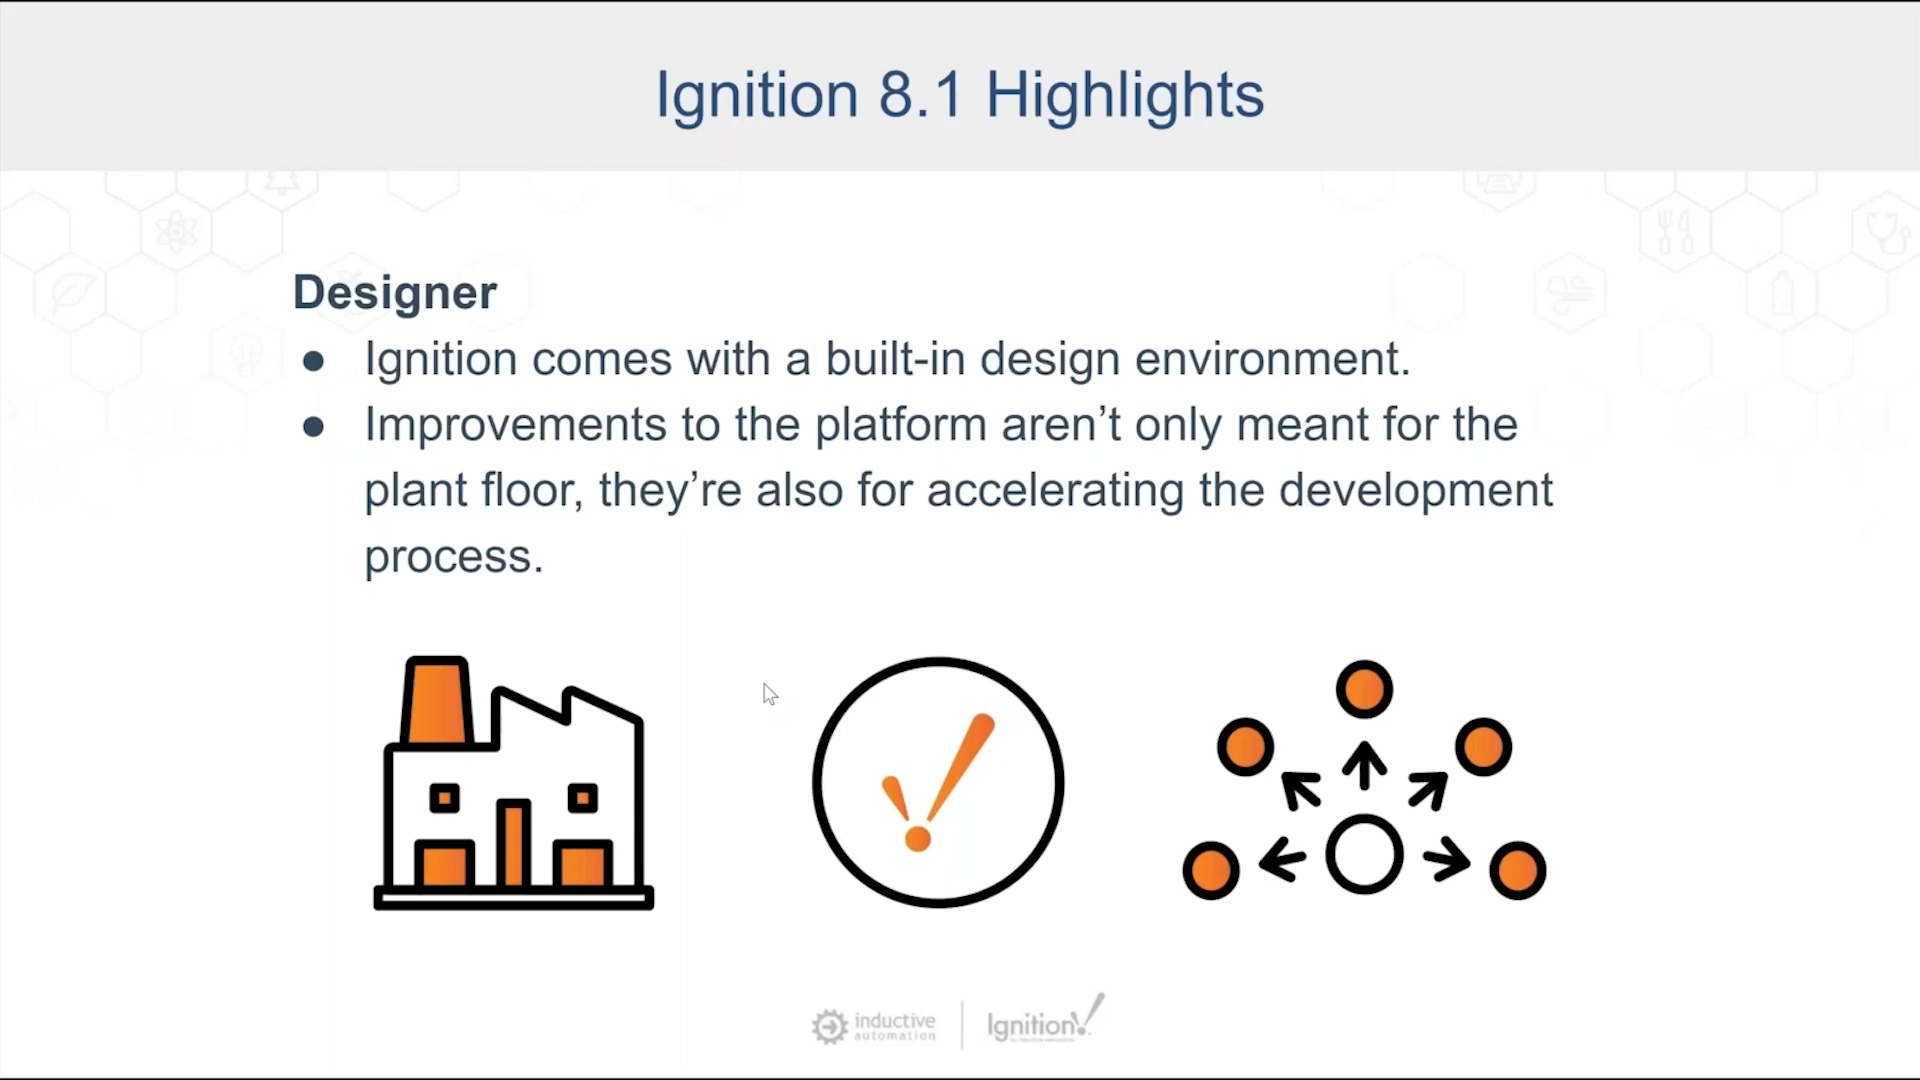 Ignition 8.1 Highlights
Designer
● Ignition comes with a built-in design environment.
● Improvements to the platform aren’t only meant for the
plant floor, they’re also for accelerating the development
process.
inductive
automation
Ignition